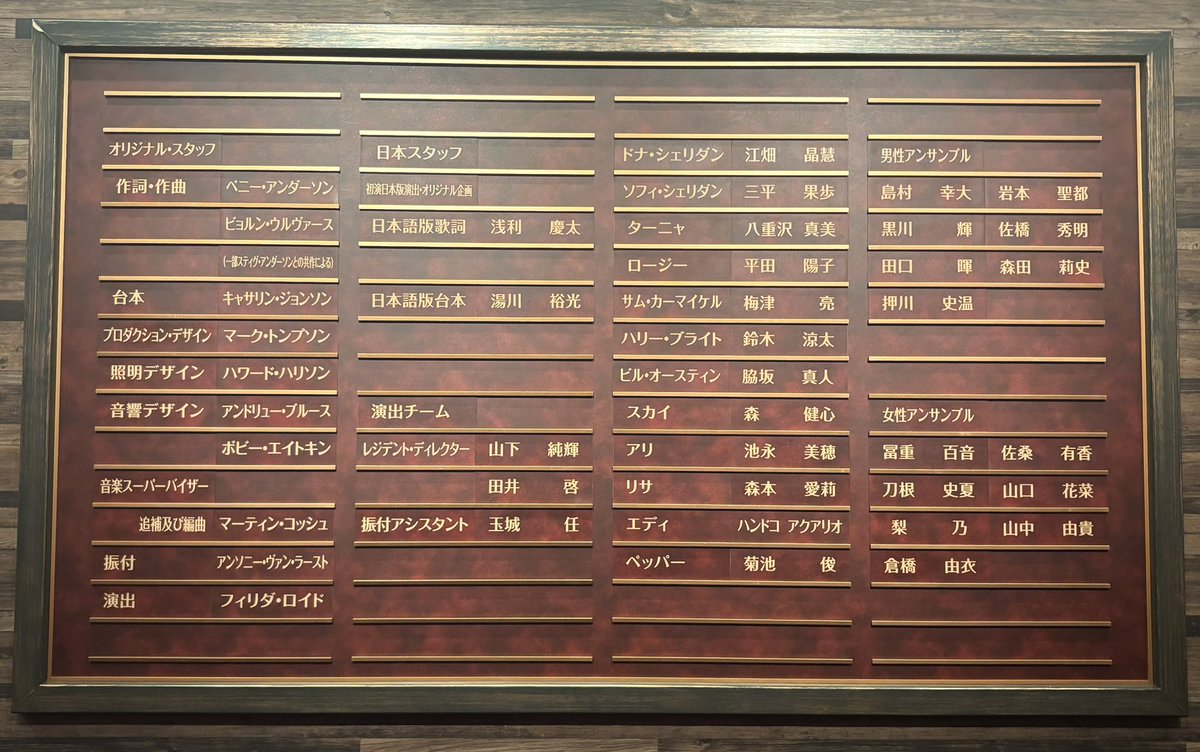 オリジナル・スタッフ
作詞・作曲 ベニー・アンダーソン
ビョルン・ウルヴァース
(一部スティグ・アンダーソンとの共作による)
台本 キャサリン・ジョンソン
プロダクション・デザイン マーク・トンプソン
照明デザイン ハワード・ハリソン
音響デザイン アンドリュー・ブルース
ボビー・エイトキン
音楽スーパーバイザー
追補及び編曲 マーティン・コッシュ
振付 アンソニー・ヴァン・ラースト
演出 フィリダ・ロイド
日本スタッフ
初演日本版演出・オリジナル企画
日本語版歌詞 浅利 慶太
日本語版台本 湯川 裕光
演出チーム
レジデント・ディレクター 山下 純輝
田井 啓
振付アシスタント 玉城 任
ドナ・シェリダン 江畑 晶慧
ソフィ・シェリダン 三平 果歩
ターニャ 八重沢 真美
ロージー 平田 陽子
サム・カーマイケル 梅津 亮
ハリー・ブライト 鈴木 涼太
ビル・オースティン 脇坂 真人
スカイ 森 健心
アリ 池永 美穂
リサ 森本 愛莉
エディ ハンドコ アクアリオ
ペッパー 菊池 俊
男性アンサンブル
島村 幸大 岩本 聖都
黒川 輝 佐橋 秀明
田口 暉 森田 莉史
押川 史温
女性アンサンブル
冨重 百音 佐桑 有香
刀根 史夏 山口 花菜
梨 乃 山中 由貴
倉橋 由衣